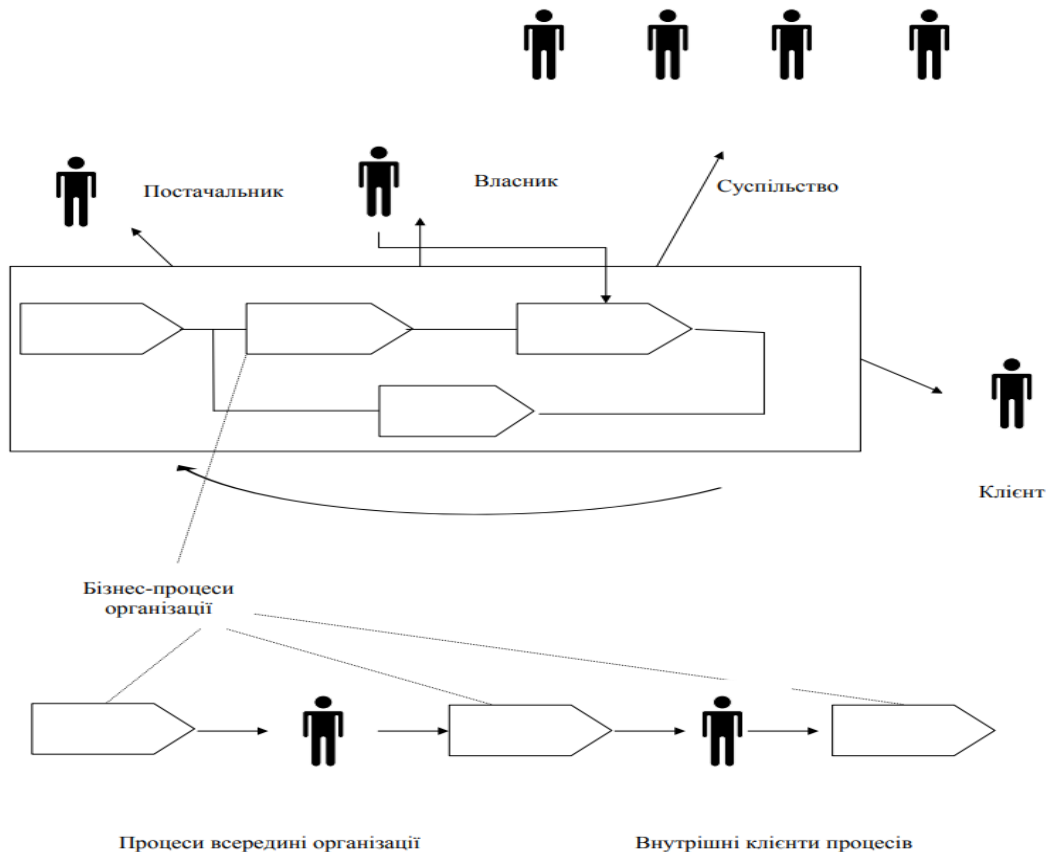 Постачальник
Власник
Суспільство
Клієнт
Бізнес-процеси
організації
Процеси всередині організації
Внутрішні клієнти процесів